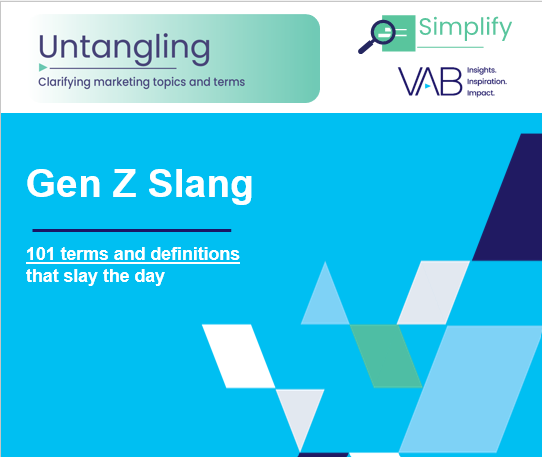 Untangling
Clarifying marketing topics and terms
Simplify
VAB
Insights.
Inspiration.
Impact.
Gen Z Slang
101 terms and definitions
that slay the day